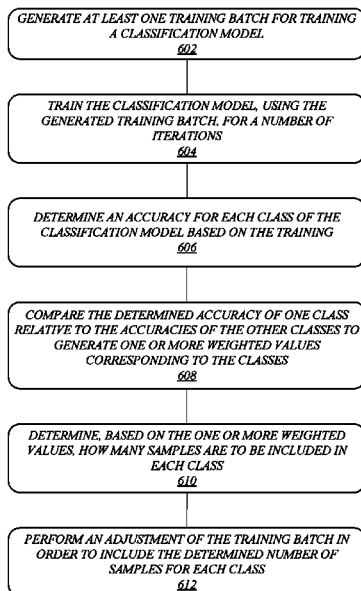 GENERATE AT LEAST ONE TRAINING BATCH FOR TRAINING
A CLASSIFICATION MODEL
602
TRAIN THE CLASSIFICATION MODEL, USING THE
GENERATED TRAINING BATCH, FOR A NUMBER OF
ITERATIONS
604
DETERMINE AN ACCURACY FOR EACH CLASS OF THE
CLASSIFICATION MODEL BASED ON THE TRAINING
606
COMPARE THE DETERMINED ACCURACY OF ONE CLASS
RELATIVE TO THE ACCURACIES OF THE OTHER CLASSES TO
GENERATE ONE OR MORE WEIGHTED VALUES
CORRESPONDING TO THE CLASSES
608
DETERMINE, BASED ON THE ONE OR MORE WEIGHTED
VALUES, HOW MANY SAMPLES ARE TO BE INCLUDED IN
EACH CLASS
610
PERFORM AN ADJUSTMENT OF THE TRAINING BATCH IN
ORDER TO INCLUDE THE DETERMINED NUMBER OF
SAMPLES FOR EACH CLASS
612